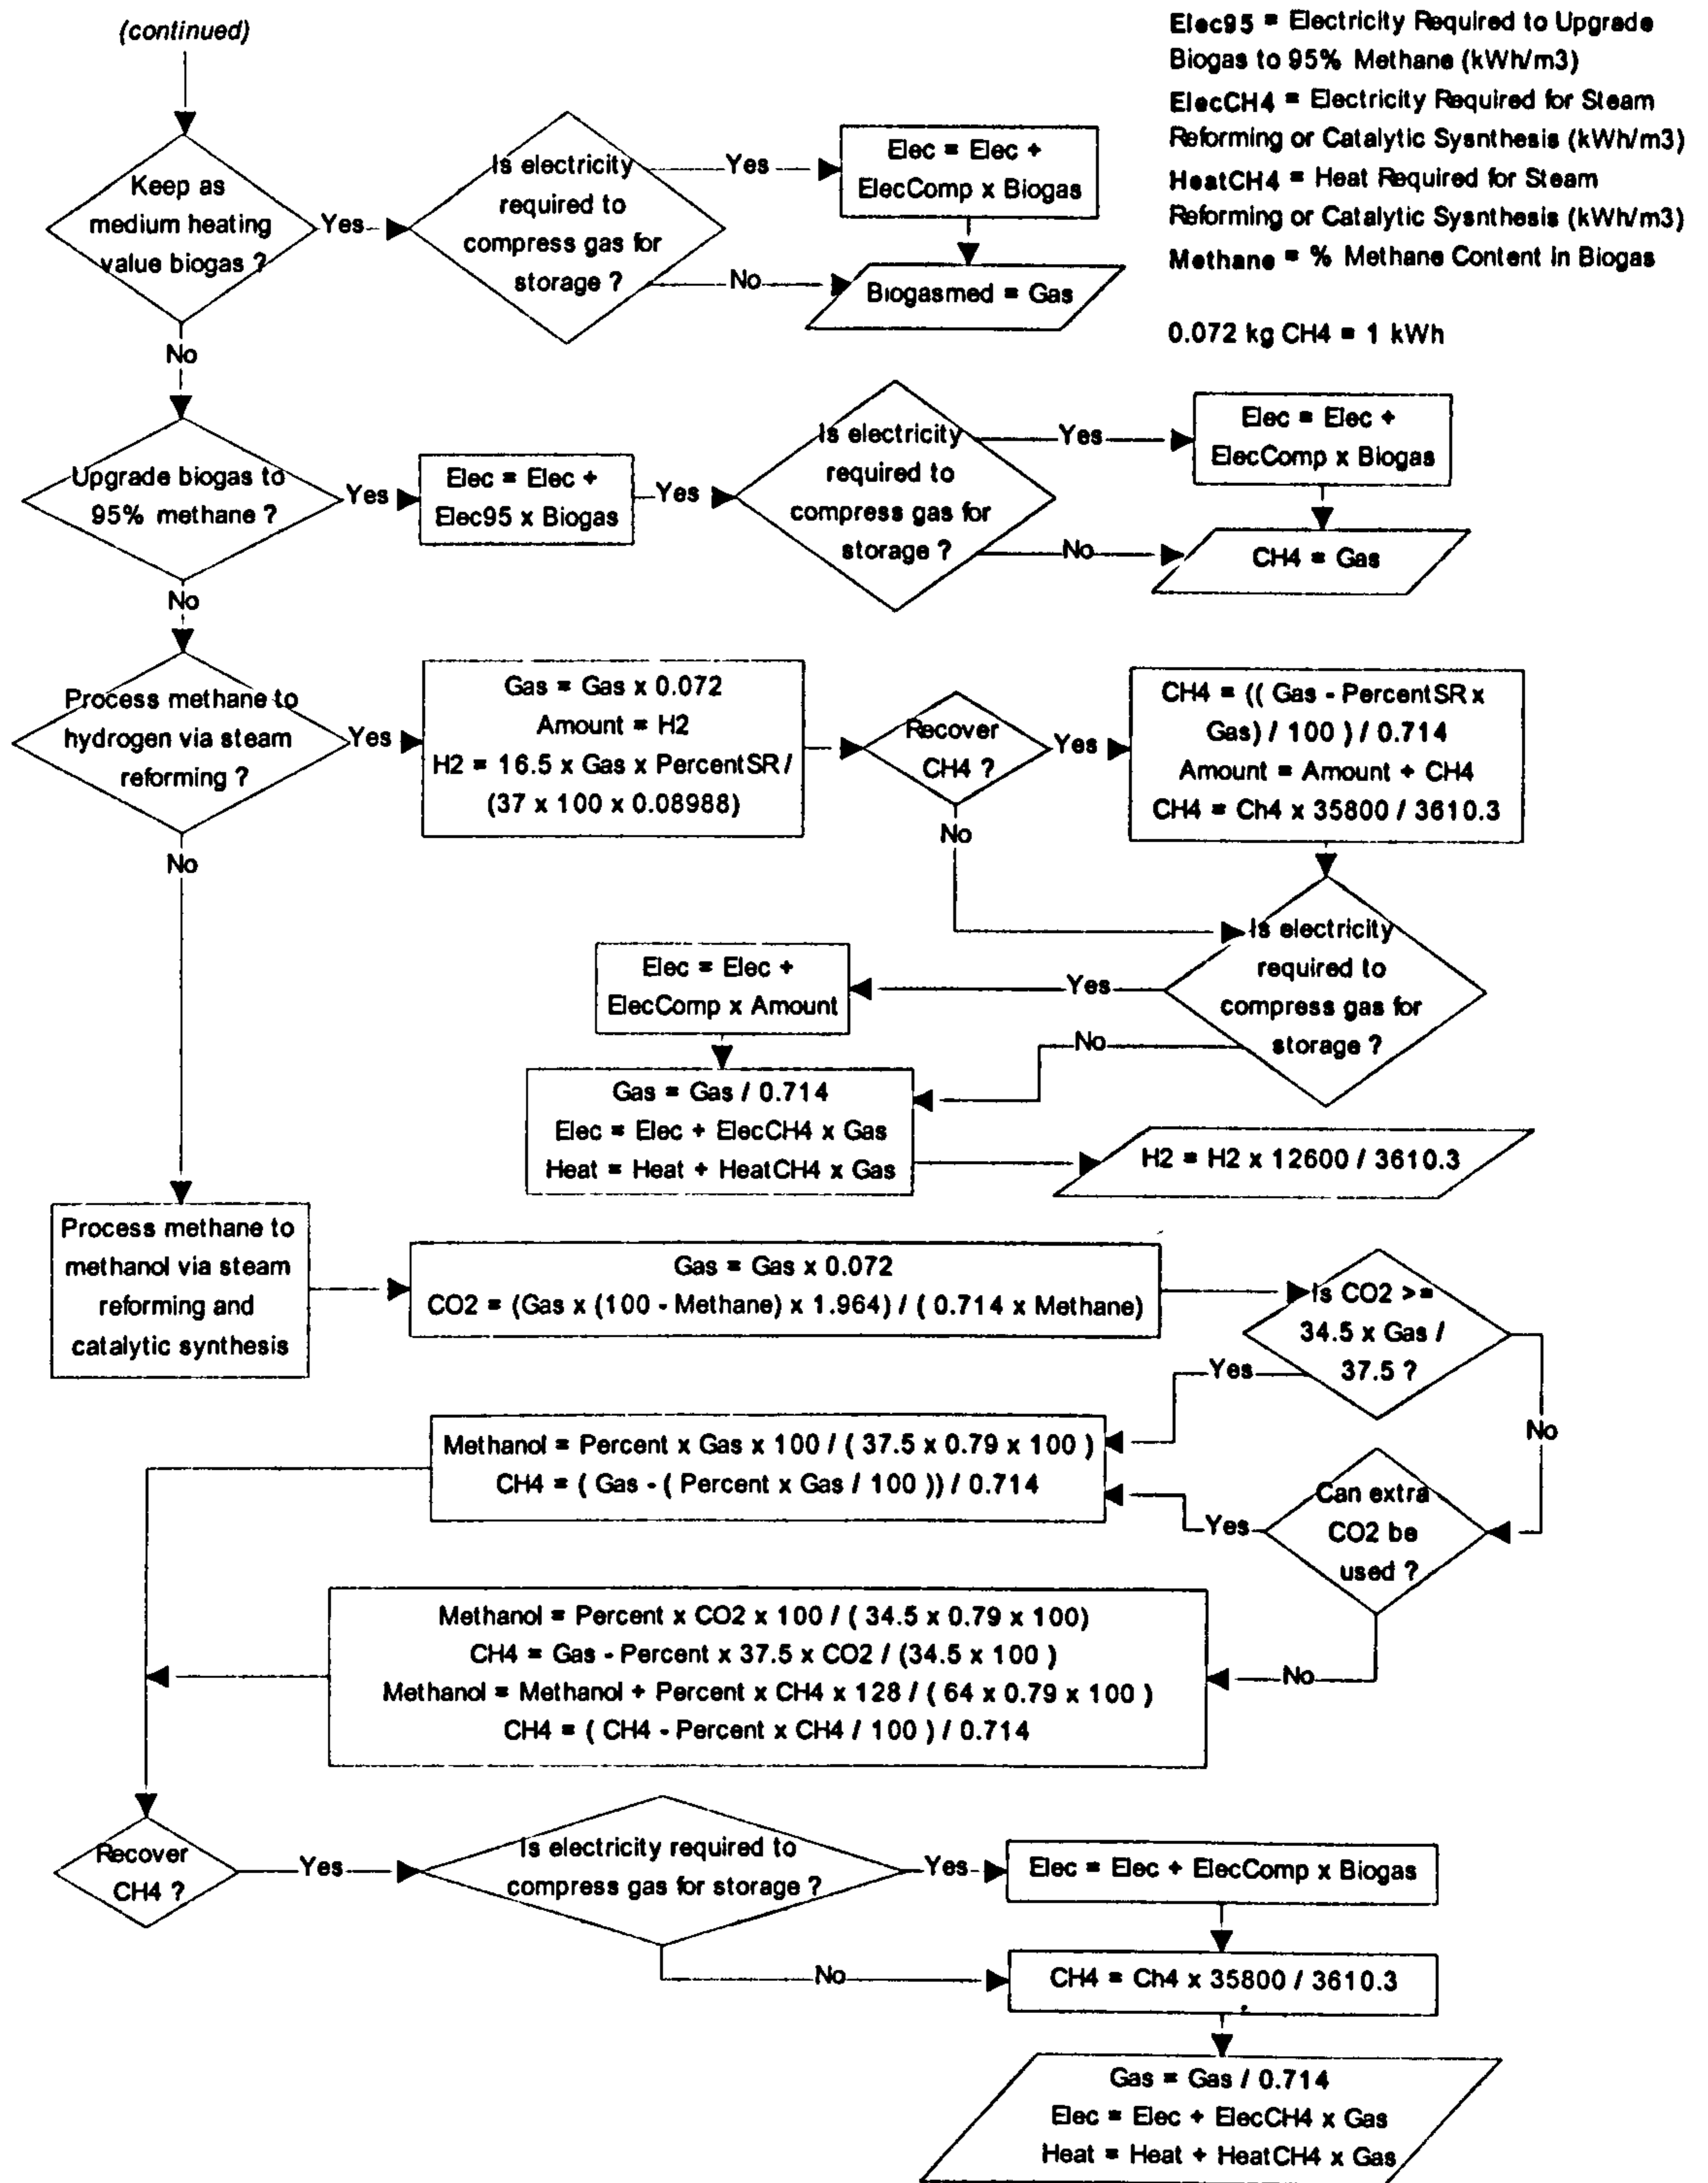 (continued)
Elec95 = Electricity Required to Upgrade
Biogas to 95% Methane (kWh/m3)
ElecCH4 = Electricity Required for Steam
Reforming or Catalytic Sysnthesis (kWh/m3)
HeatCH4 = Heat Required for Steam
Reforming or Catalytic Sysnthesis (kWh/m3)
Methane = % Methane Content in Biogas
0.072 kg CH4 = 1 kWh
Keep as
medium heating
value biogas ?
Yes
Is electricity
required to
compress gas for
storage ?
Yes
Elec = Elec +
ElecComp x Biogas
No
Biogasmed = Gas
No
Upgrade biogas to
95% methane ?
Yes
Elec = Elec +
Elec95 x Biogas
Yes
Is electricity
required to
compress gas for
storage ?
Yes
Elec = Elec +
ElecComp x Biogas
No
CH4 = Gas
No
Process methane to
hydrogen via steam
reforming ?
Yes
Gas = Gas x 0.072
Amount = H2
H2 = 16.5 x Gas x PercentSR /
(37 x 100 x 0.08988)
Recover
CH4 ?
Yes
CH4 = (( Gas - PercentSR x
Gas) / 100 ) / 0.714
Amount = Amount + CH4
CH4 = Ch4 x 35800 / 3610.3
No
Is electricity
required to
compress gas for
storage ?
Yes
Elec = Elec +
ElecComp x Amount
No
Gas = Gas / 0.714
Elec = Elec + ElecCH4 x Gas
Heat = Heat + HeatCH4 x Gas
H2 = H2 x 12600 / 3610.3
No
Process methane to
methanol via steam
reforming and
catalytic synthesis
Gas = Gas x 0.072
CO2 = (Gas x (100 - Methane) x 1.964) / ( 0.714 x Methane)
Is CO2 >=
34.5 x Gas /
37.5 ?
Yes
No
Methanol = Percent x Gas x 100 / ( 37.5 x 0.79 x 100 )
CH4 = ( Gas - ( Percent x Gas / 100 )) / 0.714
Can extra
CO2 be
used ?
Yes
No
Methanol = Percent x CO2 x 100 / ( 34.5 x 0.79 x 100)
CH4 = Gas - Percent x 37.5 x CO2 / (34.5 x 100 )
Methanol = Methanol + Percent x CH4 x 128 / ( 64 x 0.79 x 100 )
CH4 = ( CH4 - Percent x CH4 / 100 ) / 0.714
Recover
CH4 ?
Yes
Is electricity required to
compress gas for storage ?
Yes
Elec = Elec + ElecComp x Biogas
No
CH4 = Ch4 x 35800 / 3610.3
Gas = Gas / 0.714
Elec = Elec + ElecCH4 x Gas
Heat = Heat + HeatCH4 x Gas